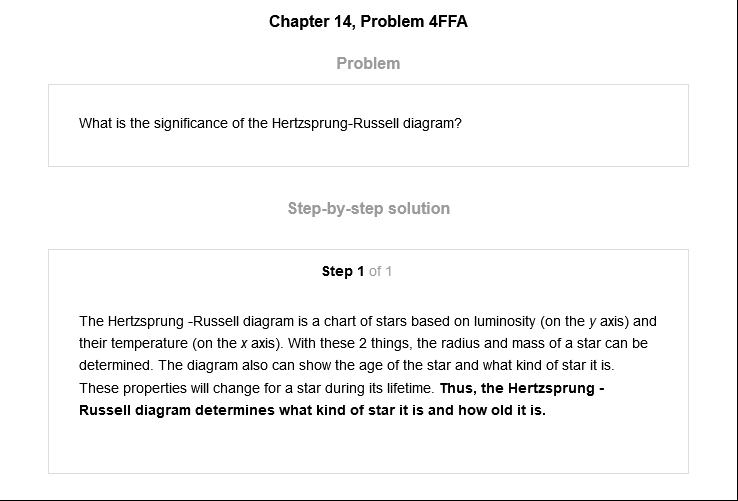 Chapter 14, Problem 4FFA
Problem
What is the significance of the Hertzsprung-Russell diagram?
Step-by-step solution
Step 1 of 1
The Hertzsprung -Russell diagram is a chart of stars based on luminosity (on the y axis) and
their temperature (on the x axis). With these 2 things, the radius and mass of a star can be
determined. The diagram also can show the age of the star and what kind of star it is.
These properties will change for a star during its lifetime. Thus, the Hertzsprung -
Russell diagram determines what kind of star it is and how old it is.